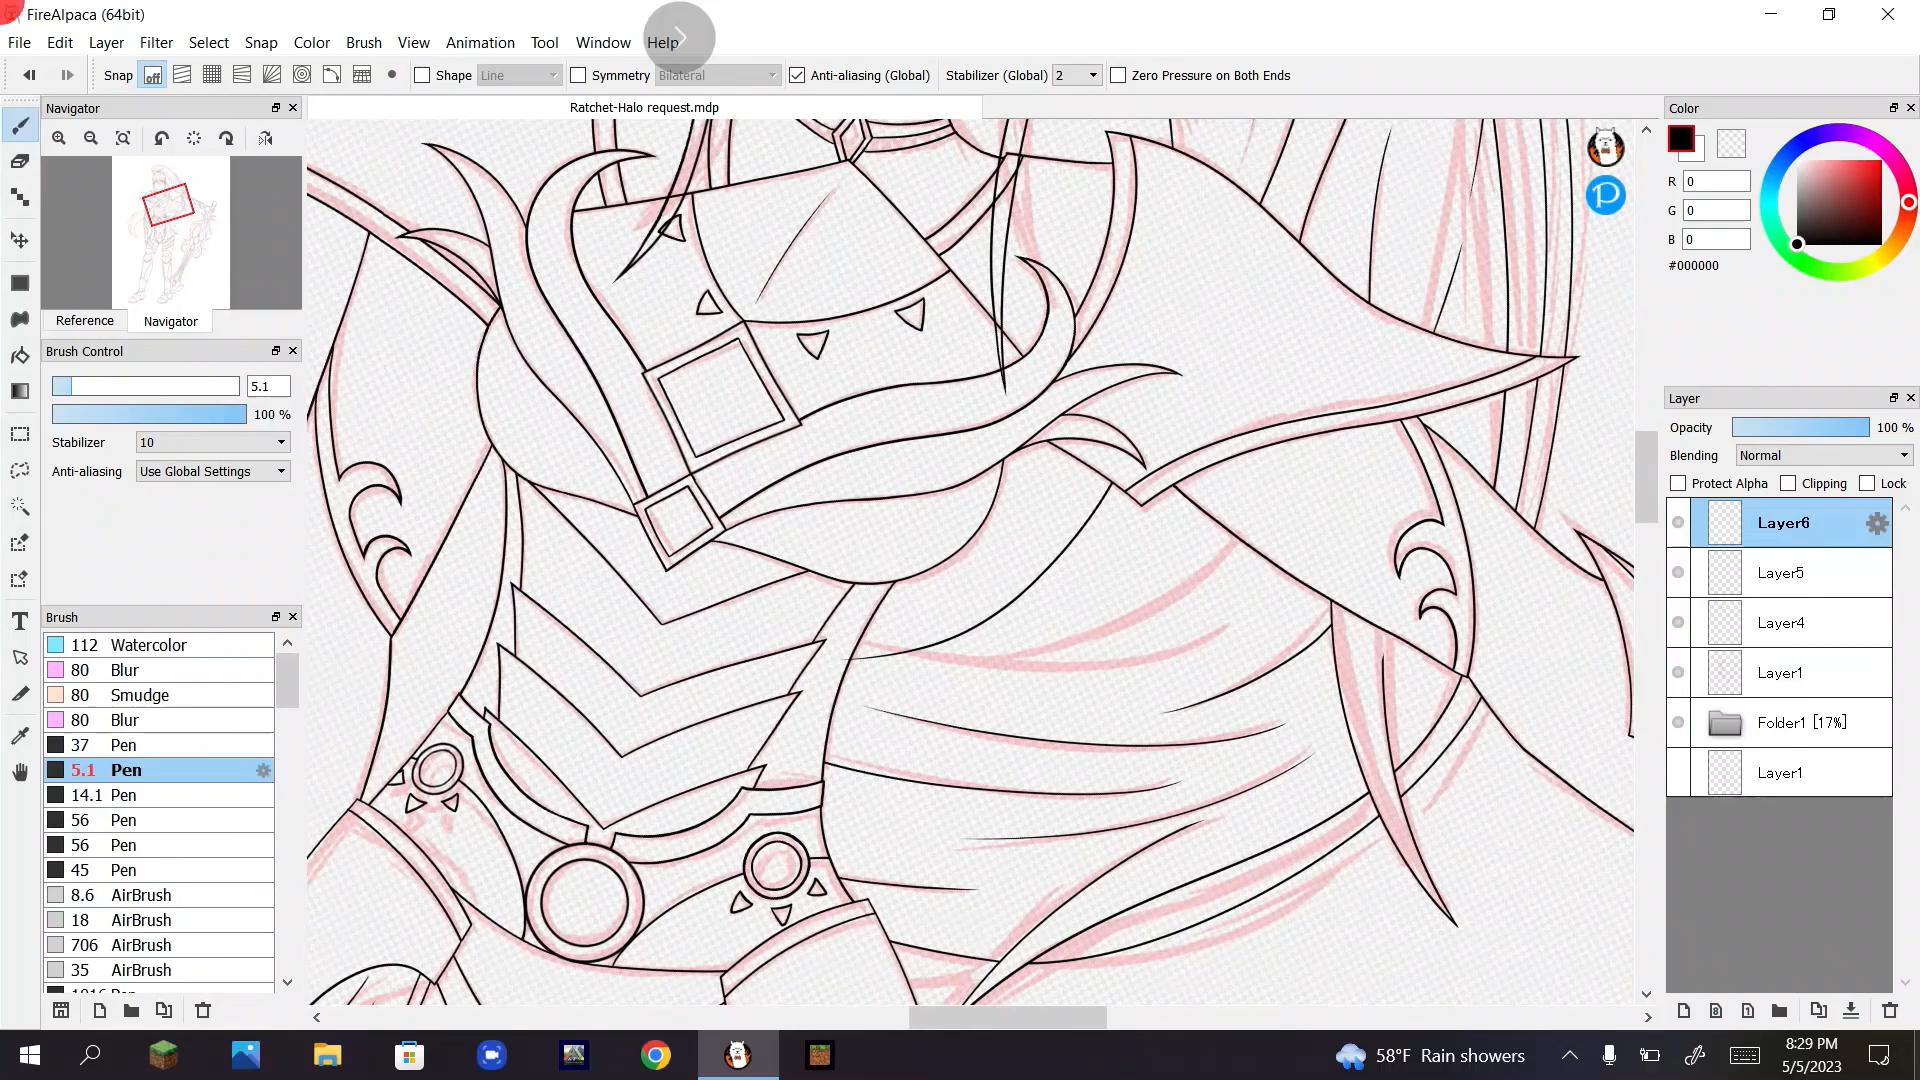 FireAlpaca (64bit)
File Edit Layer Filter Select Snap Color Brush View Animation Tool Window Help
Snap off Shape Line Symmetry Bilateral Anti-aliasing (Global) Stabilizer (Global) 2 Zero Pressure on Both Ends
Navigator
Ratchet-Halo request.mdp
Color
R 0
G 0
B 0
#000000
Reference Navigator
Brush Control
5.1
100 %
Stabilizer 10
Anti-aliasing Use Global Settings
Layer
Opacity 100 %
Blending Normal
Protect Alpha Clipping Lock
Layer6
Layer5
Layer4
Layer1
Folder1 [17%]
Layer1
Brush
112 Watercolor
80 Blur
80 Smudge
80 Blur
37 Pen
5.1 Pen
14.1 Pen
56 Pen
56 Pen
45 Pen
8.6 AirBrush
18 AirBrush
706 AirBrush
35 AirBrush
58°F Rain showers
8:29 PM
5/5/2023